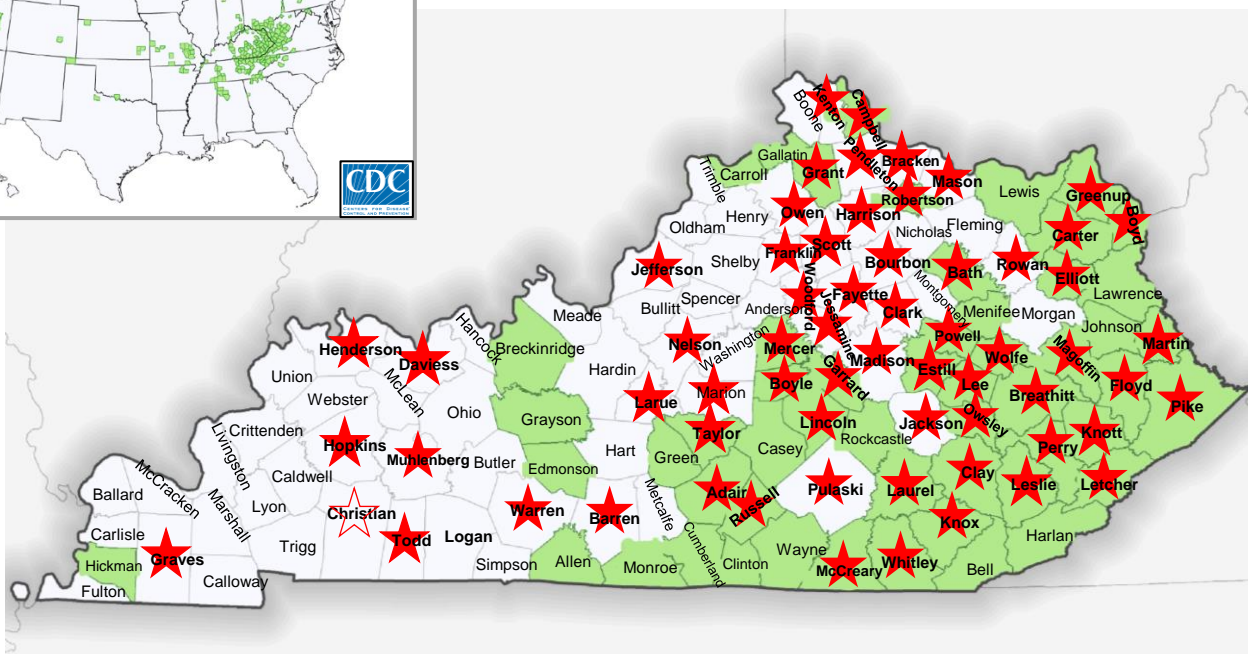 CDC
CENTERS FOR DISEASE
CONTROL AND PREVENTION
Boone
Kenton
Campbell
Gallatin
Carroll
Trimble
Grant
Pendleton
Bracken
Mason
Robertson
Lewis
Greenup
Boyd
Carter
Henry
Oldham
Owen
Harrison
Nicholas
Fleming
Scott
Franklin
Bourbon
Bath
Rowan
Elliott
Jefferson
Shelby
Woodford
Fayette
Clark
Montgomery
Menifee
Morgan
Lawrence
Bullitt
Spencer
Anderson
Jessamine
Meade
Hancock
Breckinridge
Henderson
Daviess
Nelson
Washington
Mercer
Madison
Powell
Estill
Wolfe
Lee
Magoffin
Johnson
Martin
Floyd
Pike
Union
Webster
McLean
Ohio
Hardin
Larue
Marion
Boyle
Garrard
Breathitt
Grayson
Lincoln
Rockcastle
Jackson
Owsley
Perry
Knott
Crittenden
Livingston
Hopkins
Muhlenberg
Butler
Edmonson
Hart
Green
Taylor
Casey
Pulaski
Laurel
Clay
Leslie
Letcher
Ballard
McCracken
Marshall
Lyon
Caldwell
Christian
Todd
Logan
Warren
Barren
Metcalfe
Adair
Russell
Knox
Harlan
Carlisle
Hickman
Graves
Trigg
Simpson
Allen
Monroe
Cumberland
Clinton
Wayne
McCreary
Whitley
Bell
Fulton
Calloway